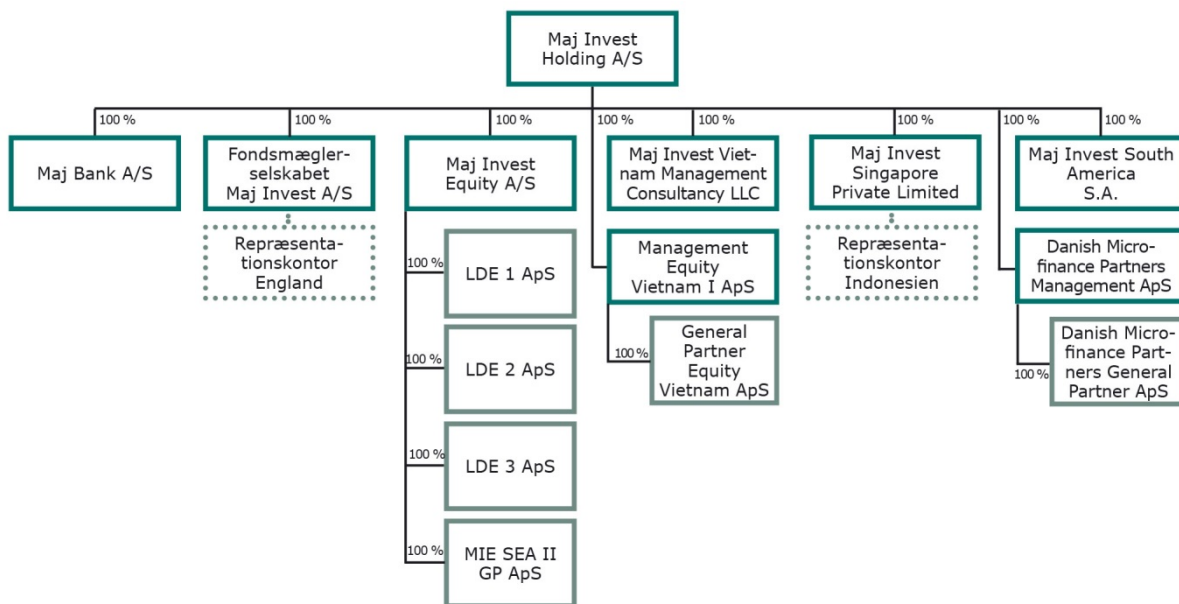 Maj Invest
Holding A/S
100 %
100 %
100 %
100 %
100 %
100 %
100 %
100 %
Maj Bank A/S
Fondsmægler-
selskabet
Maj Invest A/S
Maj Invest
Equity A/S
Maj Invest Viet-
nam Management
Consultancy LLC
Maj Invest
Singapore
Private Limited
Maj Invest South
America
S.A.
Repræsenta-
tionskontor
England
100 %
LDE 1 ApS
Management
Equity
Vietnam I ApS
Repræsenta-
tionskontor
Indonesien
Danish Micro-
finance Partners
Management ApS
100 %
LDE 2 ApS
100 %
General
Partner
Equity
Vietnam ApS
100 %
Danish Micro-
finance Part-
ners General
Partner ApS
100 %
LDE 3 ApS
100 %
MIE SEA II
GP ApS